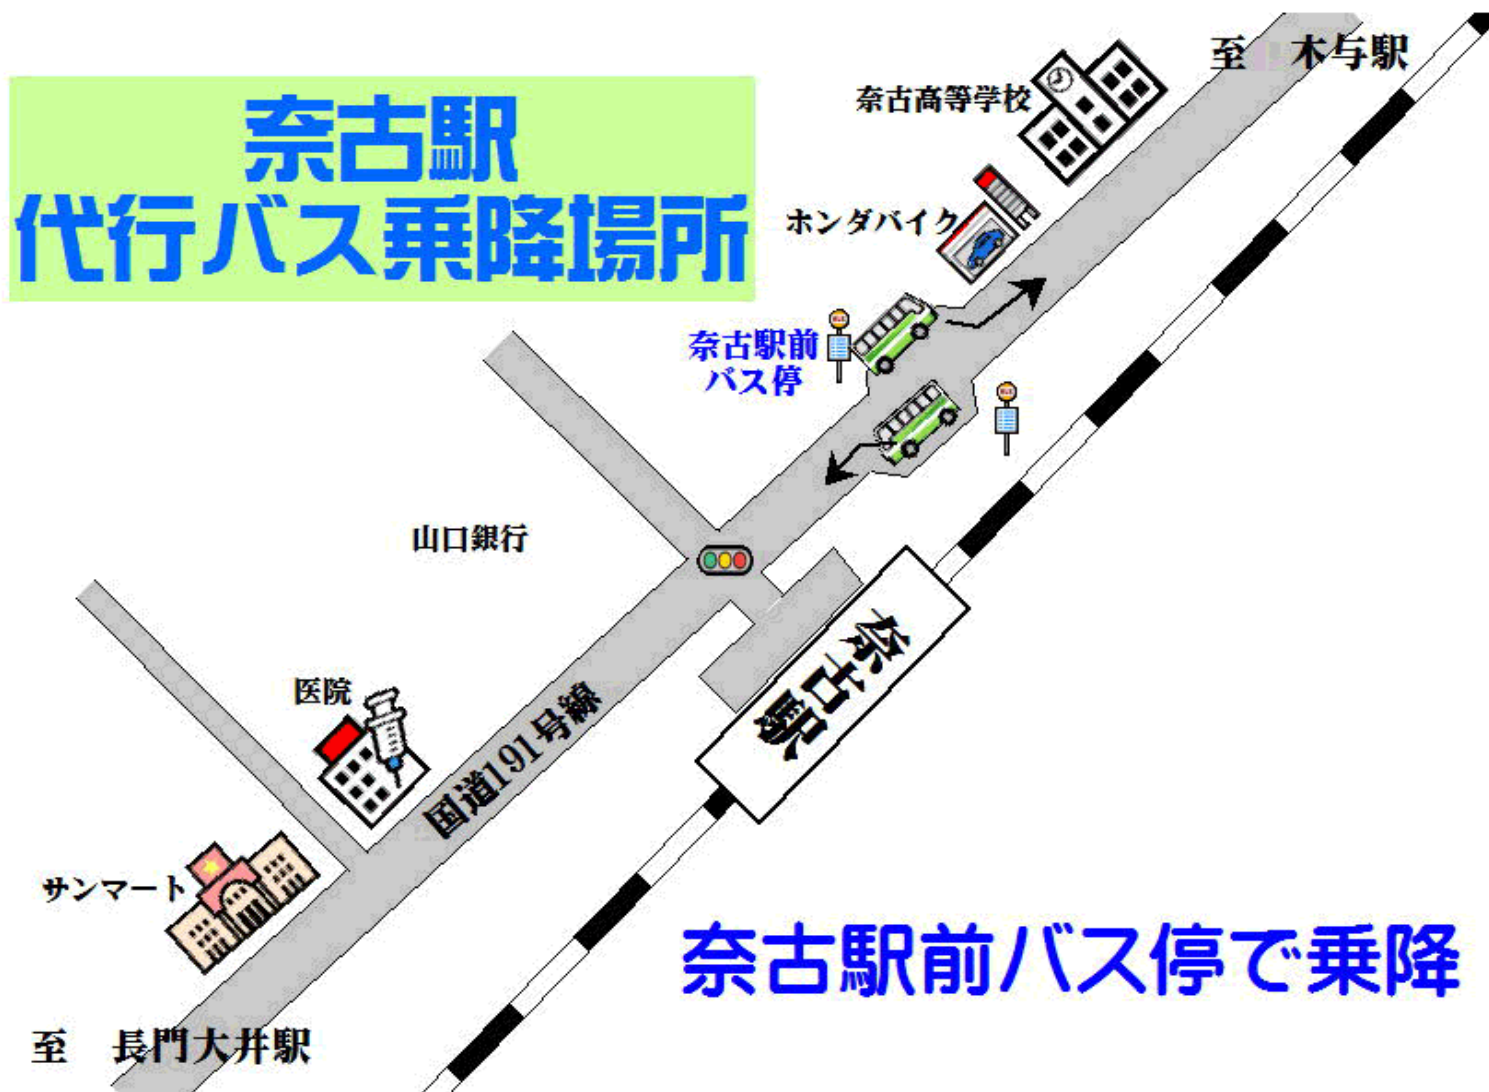 奈古駅
代行バス乗降場所
至 木与駅
奈古高等学校
ホンダバイク
奈古駅前
バス停
山口銀行
奈古駅
医院
国道191号線
サンマート
奈古駅前バス停で乗降
至 長門大井駅